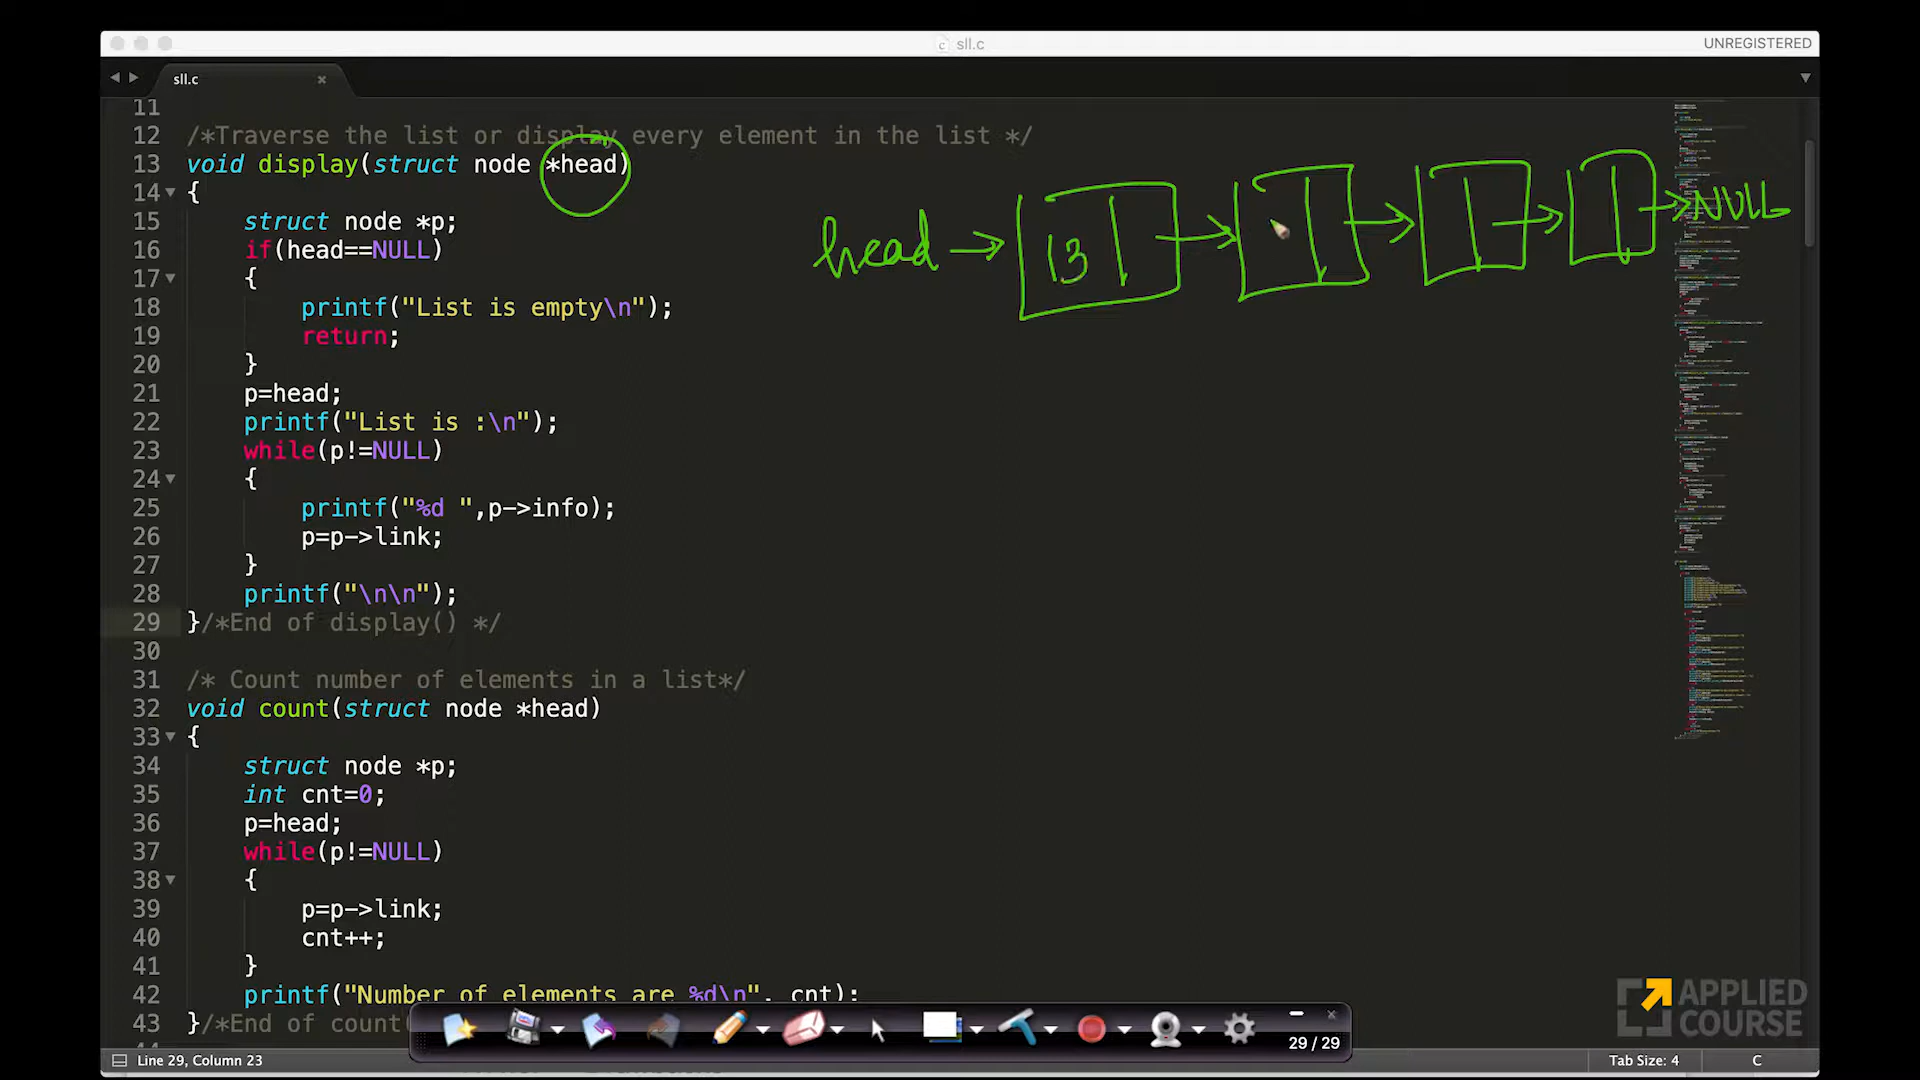 sll.c
UNREGISTERED
sll.c
11
12 /*Traverse the list or display every element in the list */
13 void display(struct node *head)
14 {
15 struct node *p;
16 if(head==NULL)
17 {
18 printf("List is empty\n");
19 return;
20 }
21 p=head;
22 printf("List is :\n");
23 while(p!=NULL)
24 {
25 printf("%d ",p->info);
26 p=p->link;
27 }
28 printf("\n\n");
29 }/*End of display() */
30
31 /* Count number of elements in a list*/
32 void count(struct node *head)
33 {
34 struct node *p;
35 int cnt=0;
36 p=head;
37 while(p!=NULL)
38 {
39 p=p->link;
40 cnt++;
41 }
42 printf("Number of elements are %d\n", cnt);
43 }/*End of count
head 13 NULL
29 / 29
APPLIED
COURSE
Line 29, Column 23
Tab Size: 4
C